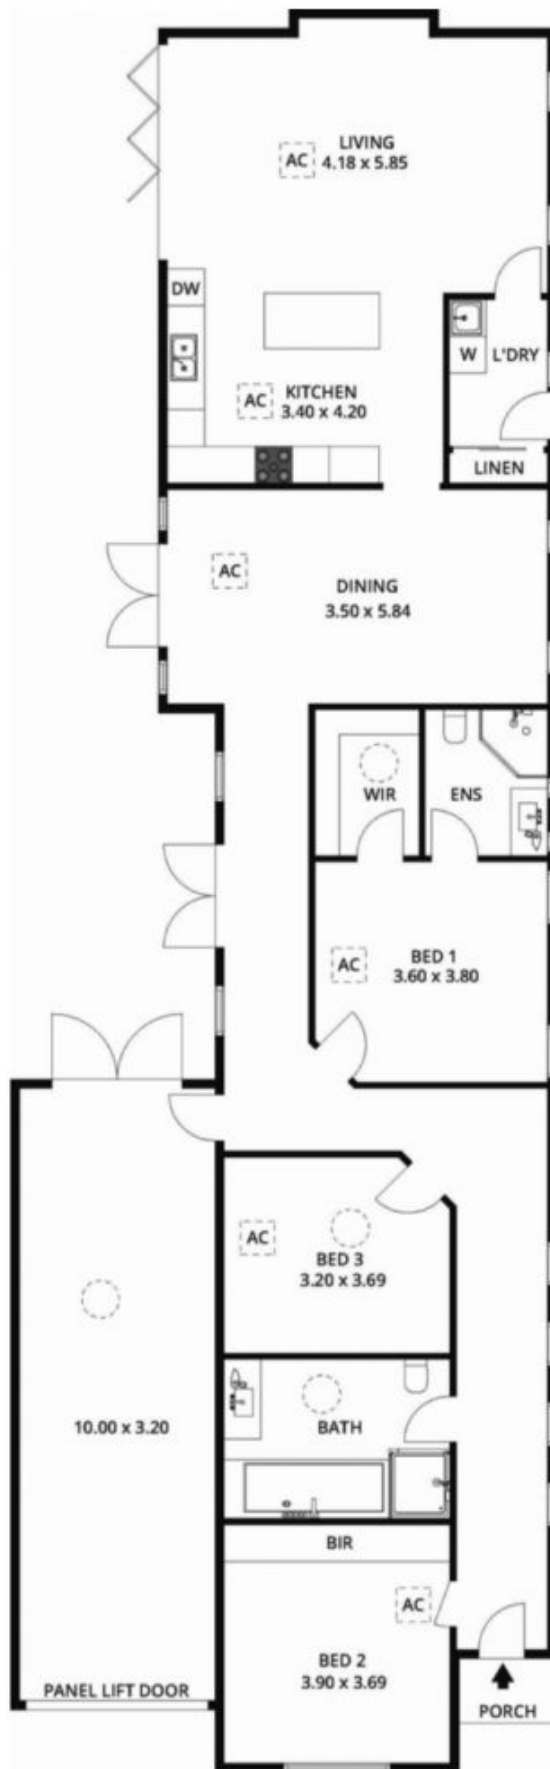 LIVING
AC 4.18 x 5.85
DW
W L'DRY
KITCHEN
AC 3.40 x 4.20
LINEN
AC
DINING
3.50 x 5.84
WIR ENS
BED 1
AC 3.60 x 3.80
AC
BED 3
3.20 x 3.69
10.00 x 3.20
BATH
BIR
AC
BED 2
3.90 x 3.69
PANEL LIFT DOOR
PORCH